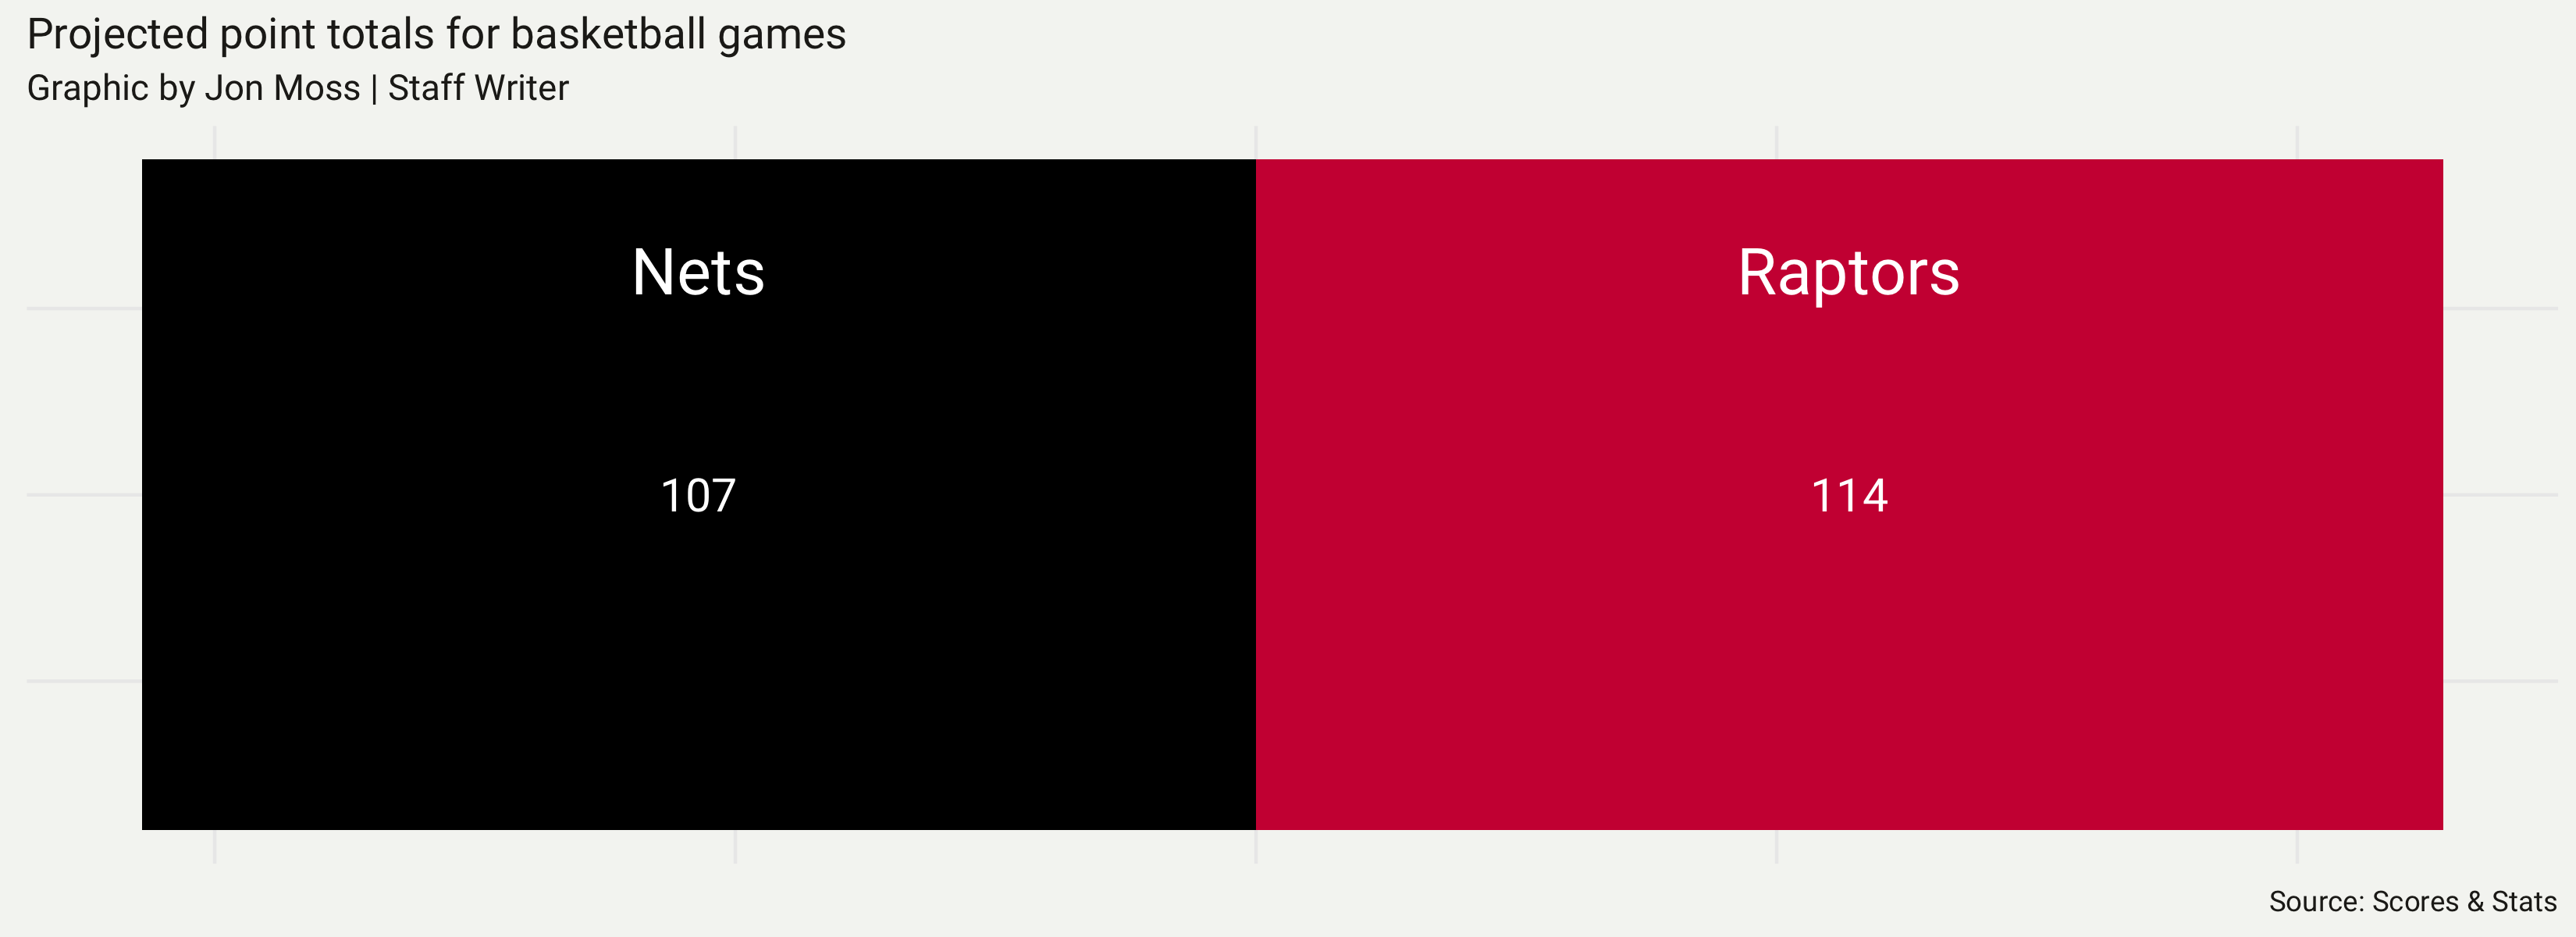 Projected point totals for basketball games
Graphic by Jon Moss | Staff Writer
Nets
Raptors
107
114
Source: Scores & Stats